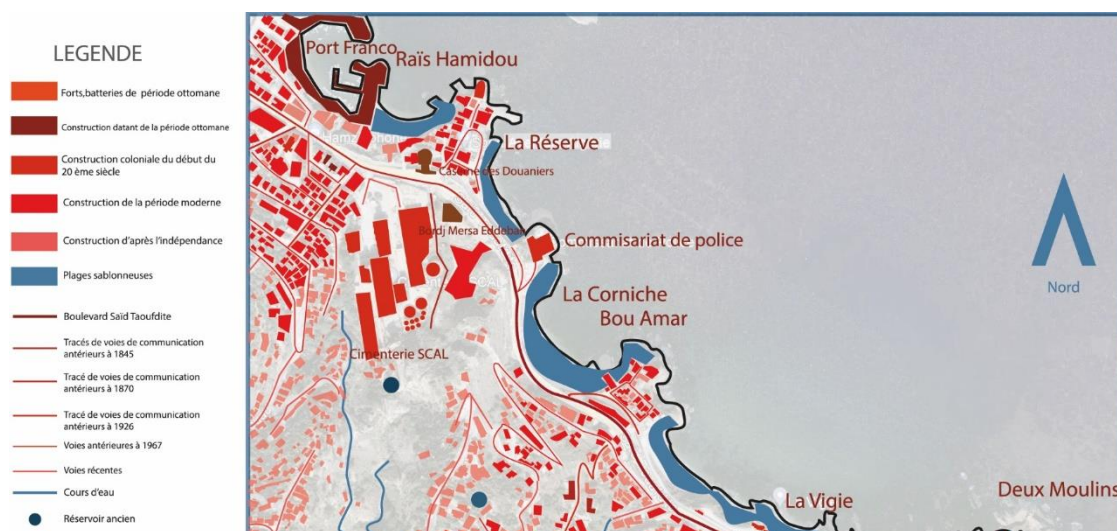 LEGENDE
Forts,batteries de période ottomane
Construction datant de la période ottomane
Construction coloniale du début du
20 ème siècle
Construction de la période moderne
Construction d'après l'indépendance
Plages sablonneuses
Boulevard Saïd Taoufdite
Tracés de voies de communication
antérieurs à 1845
Tracé de voies de communication
antérieurs à 1870
Tracé de voies de communication
antérieurs à 1926
Voies antérieures à 1967
Voies récentes
Cours d'eau
Réservoir ancien
Port Franco
Raïs Hamidou
La Réserve
Caserne des Douaniers
Bordj Mersa Eddeban
Commisariat de police
La Corniche
Bou Amar
Cimenterie SCAL
Nord
La Vigie
Deux Moulins